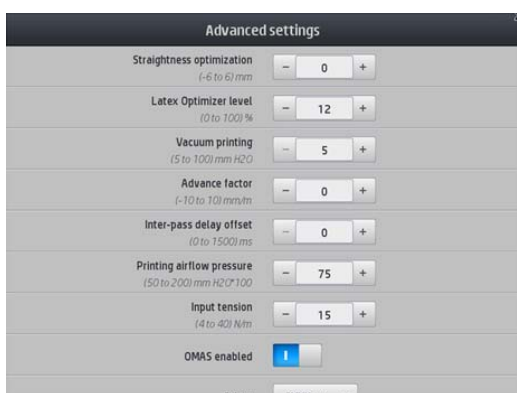 Advanced settings
Straightness optimization
(-6 to 6) mm
- 0 +
Latex Optimizer level
(0 to 100) %
- 12 +
Vacuum printing
(5 to 100) mm H2O
- 5 +
Advance factor
(-10 to 10) mm/m
- 0 +
Inter-pass delay offset
(0 to 1500) ms
- 0 +
Printing airflow pressure
(50 to 200) mm H2O*100
- 75 +
Input tension
(4 to 40) N/m
- 15 +
OMAS enabled
I